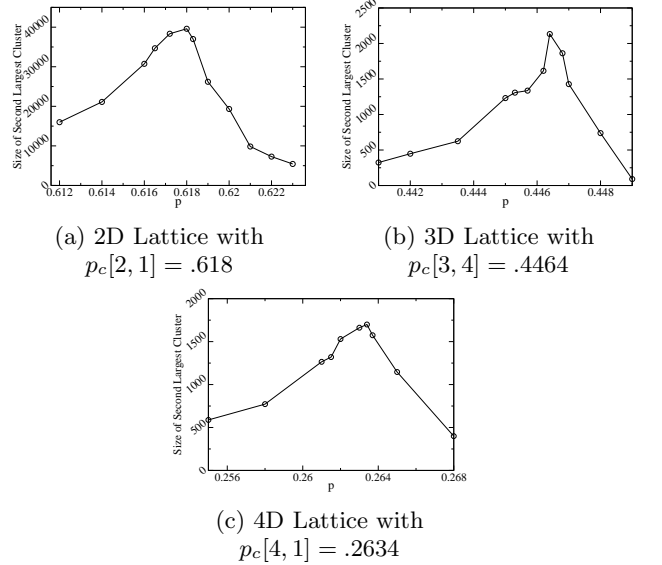 40000
30000
20000
10000
0
Size of Second Largest Cluster
0.612 0.614 0.616 0.618 0.62 0.622
p
2500
2000
1500
1000
500
0
Size of Second Largest Cluster
0.442 0.444 0.446 0.448
p
(a) 2D Lattice with
p_c[2, 1] = .618
(b) 3D Lattice with
p_c[3, 4] = .4464
2000
1500
1000
500
0
Size of Second Largest Cluster
0.256 0.26 0.264 0.268
p
(c) 4D Lattice with
p_c[4, 1] = .2634